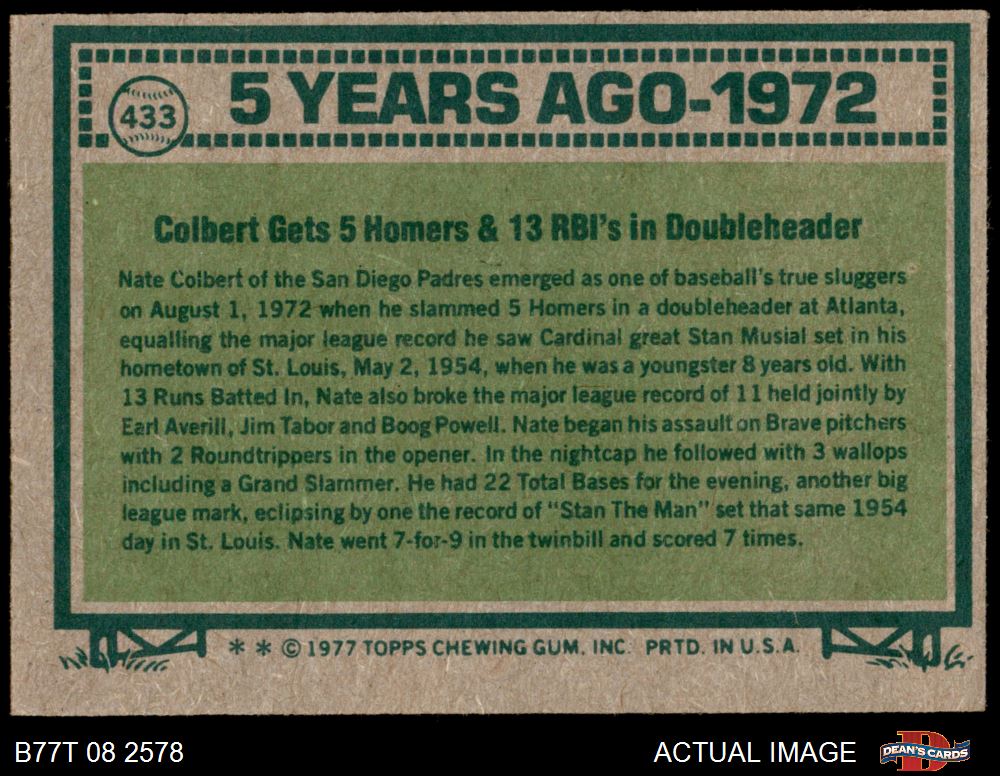 433
5 YEARS AGO-1972
Colbert Gets 5 Homers & 13 RBI's in Doubleheader
Nate Colbert of the San Diego Padres emerged as one of baseball's true sluggers
on August 1, 1972 when he slammed 5 Homers in a doubleheader at Atlanta,
equalling the major league record he saw Cardinal great Stan Musial set in his
hometown of St. Louis, May 2, 1954, when he was a youngster 8 years old. With
13 Runs Batted In, Nate also broke the major league record of 11 held jointly by
Earl Averill, Jim Tabor and Boog Powell. Nate began his assault on Brave pitchers
with 2 Roundtrippers in the opener. In the nightcap he followed with 3 wallops
including a Grand Slammer. He had 22 Total Bases for the evening, another big
league mark, eclipsing by one the record of "Stan The Man" set that same 1954
day in St. Louis. Nate went 7-for-9 in the twinbill and scored 7 times.
* * © 1977 TOPPS CHEWING GUM, INC. PRTD. IN U.S.A.
B77T 08 2578
ACTUAL IMAGE
D
DEAN'S CARDS